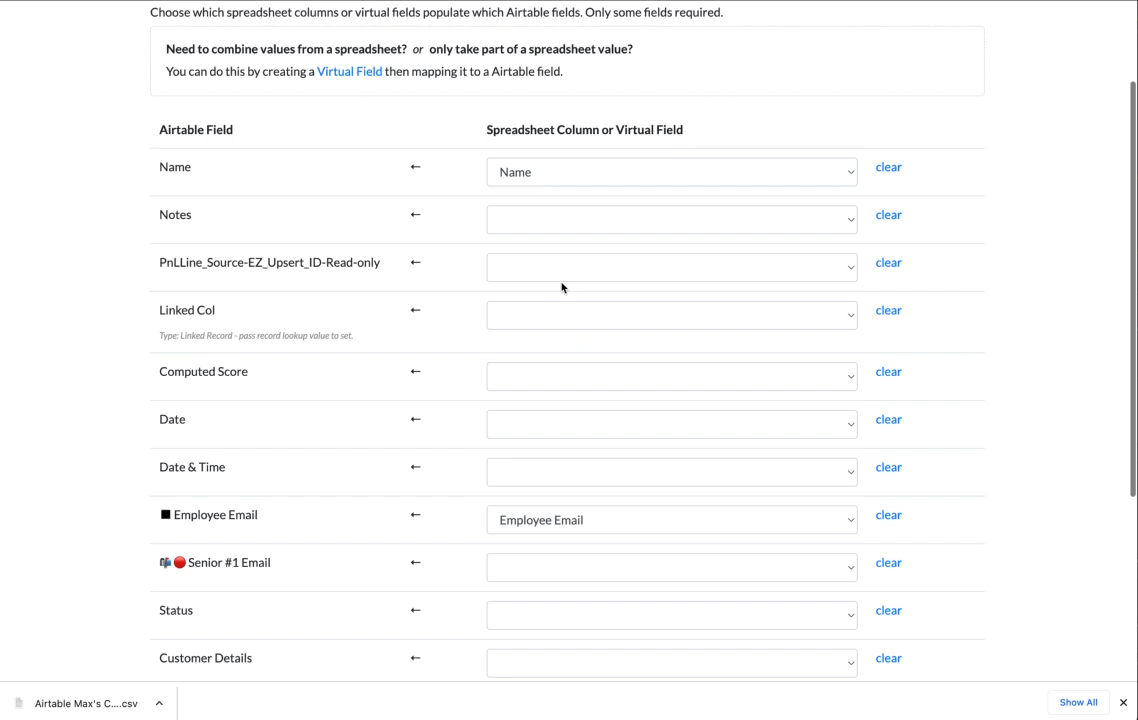 Choose which spreadsheet columns or virtual fields populate which Airtable fields. Only some fields required.
Need to combine values from a spreadsheet? or only take part of a spreadsheet value?
You can do this by creating a Virtual Field then mapping it to a Airtable field.
Airtable Field Spreadsheet Column or Virtual Field
Name ← Name clear
Notes ← clear
PnLLine_Source-EZ_Upsert_ID-Read-only ← clear
Linked Col ← clear
Type: Linked Record - pass record lookup value to set.
Computed Score ← clear
Date ← clear
Date & Time ← clear
Employee Email ← Employee Email clear
Senior #1 Email ← clear
Status ← clear
Customer Details ← clear
Airtable Max's C....csv Show All